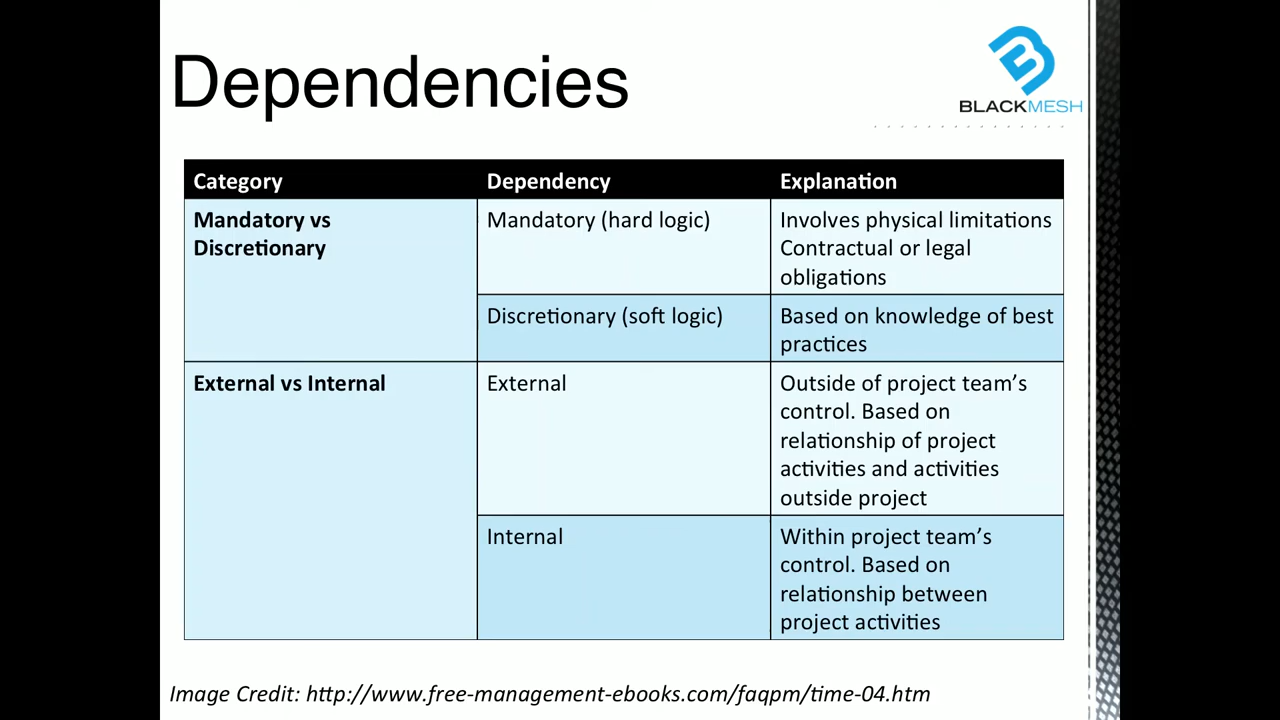 Dependencies
BLACKMESH
Category Dependency Explanation
Mandatory vs
Discretionary
Mandatory (hard logic)
Involves physical limitations
Contractual or legal
obligations
Discretionary (soft logic)
Based on knowledge of best
practices
External vs Internal
External
Outside of project team’s
control. Based on
relationship of project
activities and activities
outside project
Internal
Within project team’s
control. Based on
relationship between
project activities
Image Credit: http://www.free-management-ebooks.com/faqpm/time-04.htm